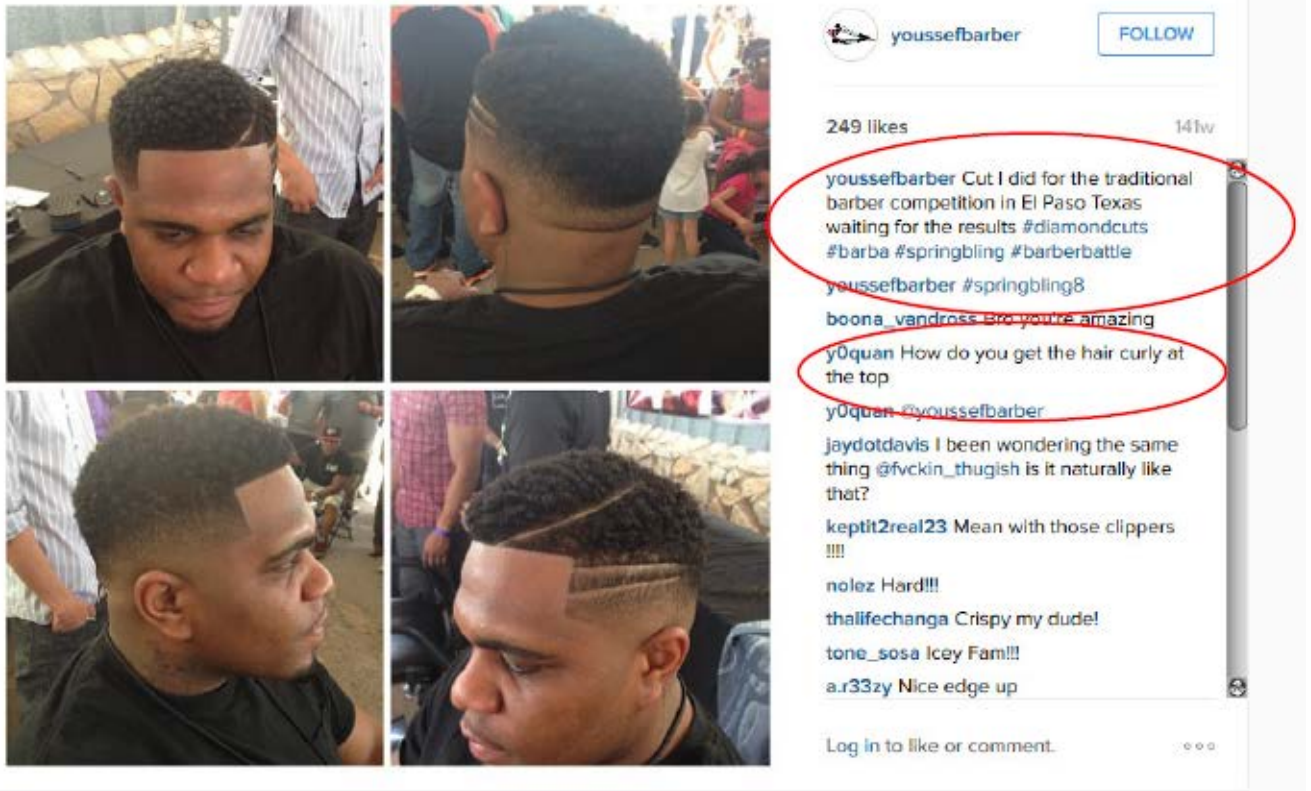 youssefbarber
FOLLOW
249 likes
141w
youssefbarber Cut I did for the traditional
barber competition in El Paso Texas
waiting for the results #diamondcuts
#barba #springbling #barberbattle
youssefbarber #springbling8
boona_vandross Bro you're amazing
y0quan How do you get the hair curly at
the top
y0quan @youssefbarber
jaydotdavis I been wondering the same
thing @fvckin_thugish is it naturally like
that?
keptit2real23 Mean with those clippers
!!!!
nolez Hard!!!
thalifechanga Crispy my dude!
tone_sosa Icey Fam!!!
a.r33zy Nice edge up
Log in to like or comment.